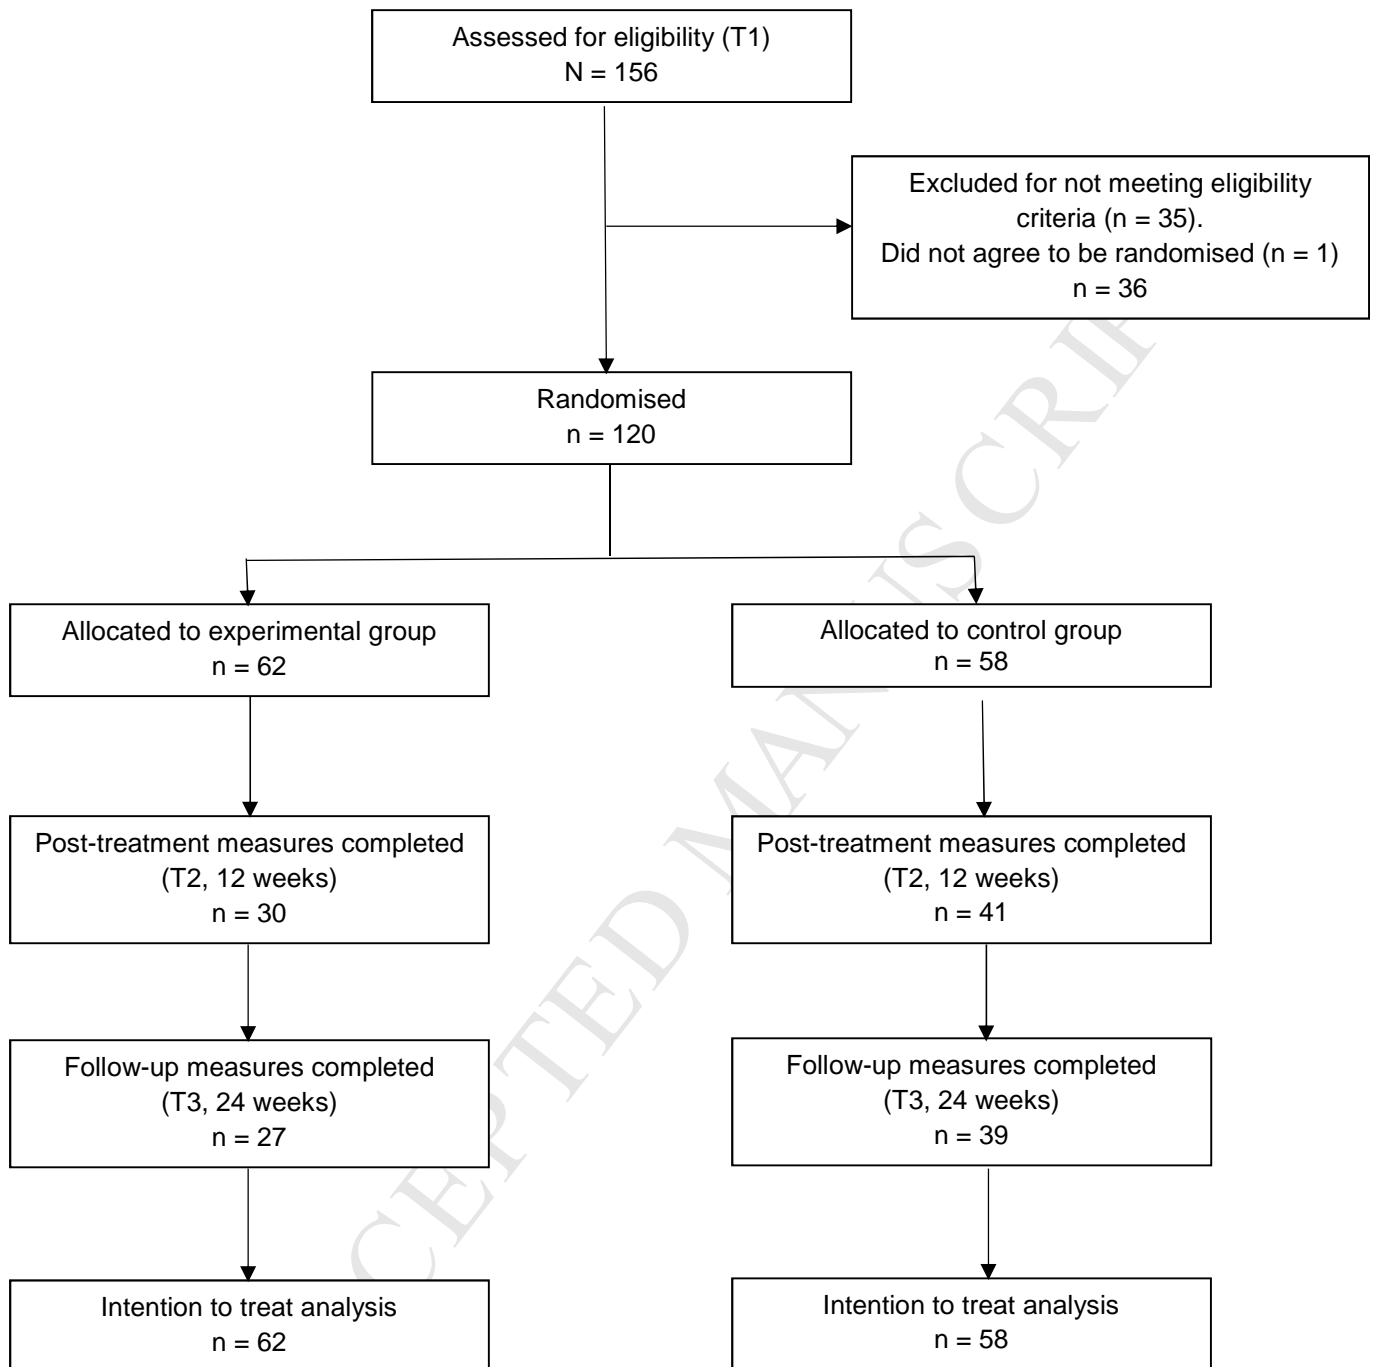 Assessed for eligibility (T1)
N = 156
Excluded for not meeting eligibility
criteria (n = 35).
Did not agree to be randomised (n = 1)
n = 36
Randomised
n = 120
Allocated to experimental group
n = 62
Allocated to control group
n = 58
Post-treatment measures completed
(T2, 12 weeks)
n = 30
Post-treatment measures completed
(T2, 12 weeks)
n = 41
Follow-up measures completed
(T3, 24 weeks)
n = 27
Follow-up measures completed
(T3, 24 weeks)
n = 39
Intention to treat analysis
n = 62
Intention to treat analysis
n = 58
CEPTED MANUSCRIP